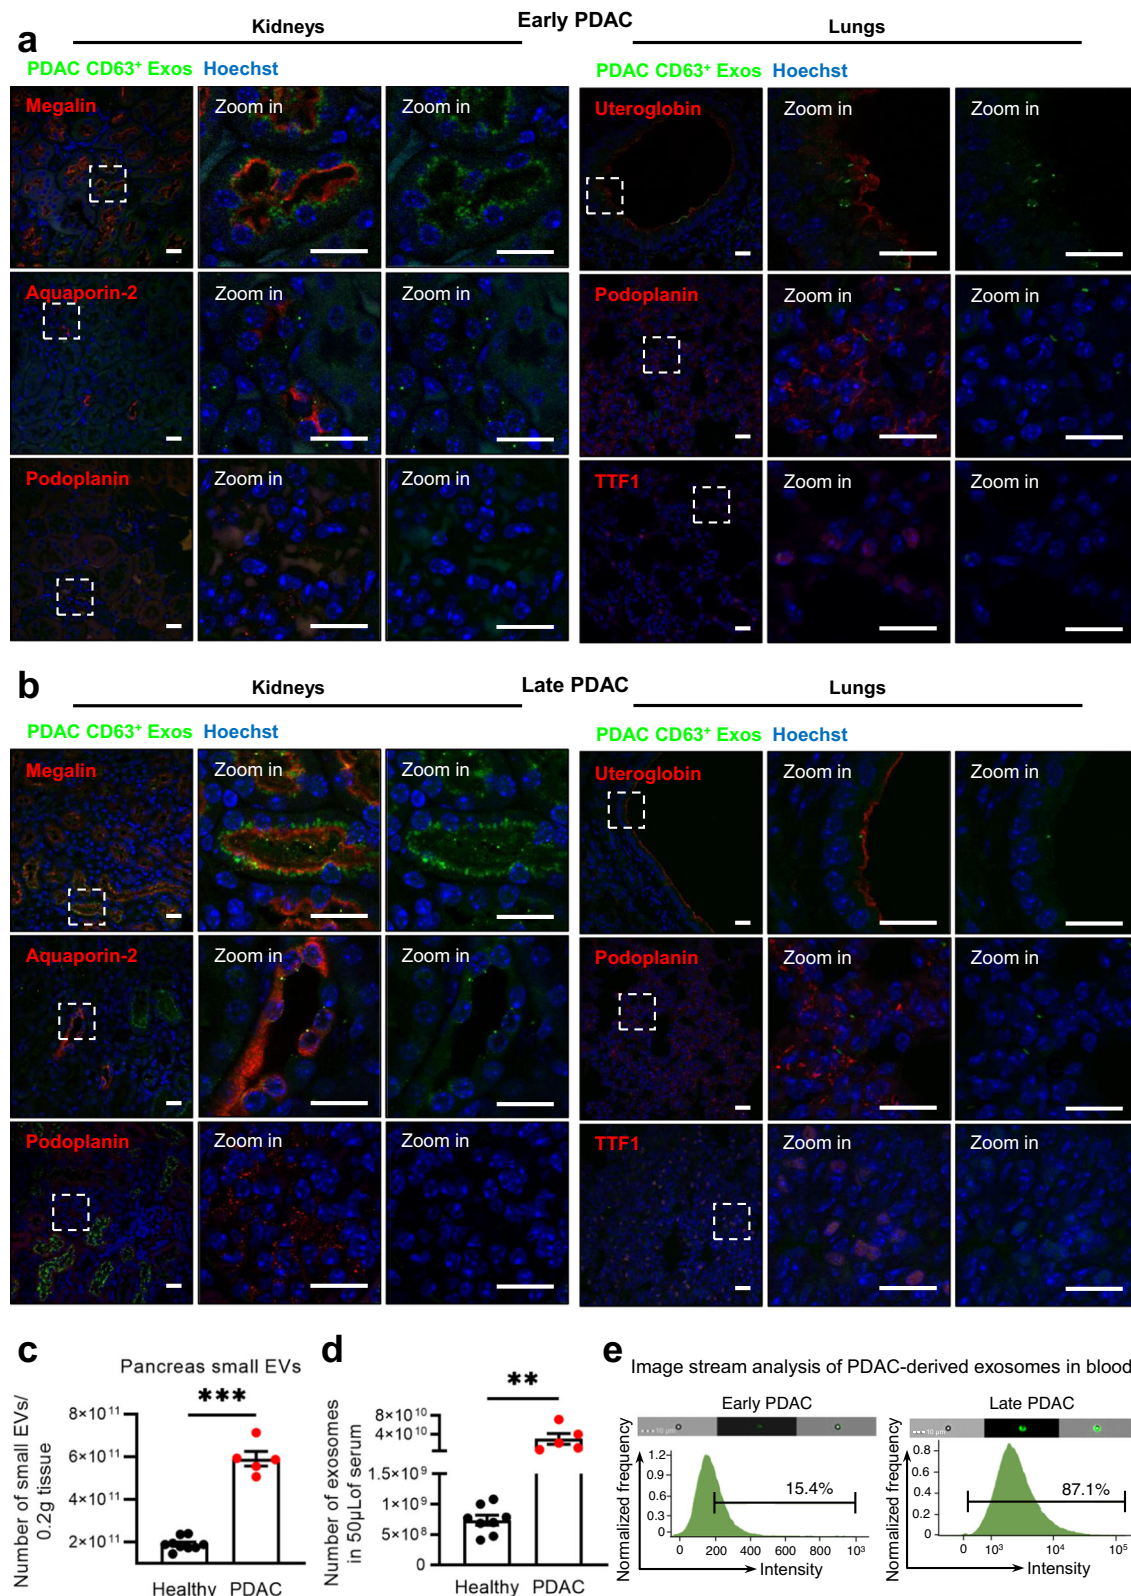 a
Early PDAC
Kidneys
Lungs
PDAC CD63⁺ Exos Hoechst
PDAC CD63⁺ Exos Hoechst
Megalin
Zoom in
Zoom in
Uteroglobin
Zoom in
Zoom in
Aquaporin-2
Zoom in
Zoom in
Podoplanin
Zoom in
Zoom in
Podoplanin
Zoom in
Zoom in
TTF1
Zoom in
Zoom in
b
Late PDAC
Kidneys
Lungs
PDAC CD63⁺ Exos Hoechst
PDAC CD63⁺ Exos Hoechst
Megalin
Zoom in
Zoom in
Uteroglobin
Zoom in
Zoom in
Aquaporin-2
Zoom in
Zoom in
Podoplanin
Zoom in
Zoom in
Podoplanin
Zoom in
Zoom in
TTF1
Zoom in
Zoom in
c
Pancreas small EVs
***
Number of small EVs/
0.2g tissue
8×10¹¹
6×10¹¹
4×10¹¹
2×10¹¹
Healthy PDAC
d
**
Number of exosomes
in 50µLof serum
8×10¹⁰
4×10¹⁰
1.5×10⁹
1×10⁹
5×10⁸
Healthy PDAC
e
Image stream analysis of PDAC-derived exosomes in blood
Early PDAC
10 µm
Normalized frequency
1.2
0.9
0.6
0.3
0
15.4%
0 200 400 600 800 10³
Intensity
Late PDAC
10 µm
Normalized frequency
0.8
0.6
0.4
0.2
0
87.1%
0 10³ 10⁴ 10⁵
Intensity